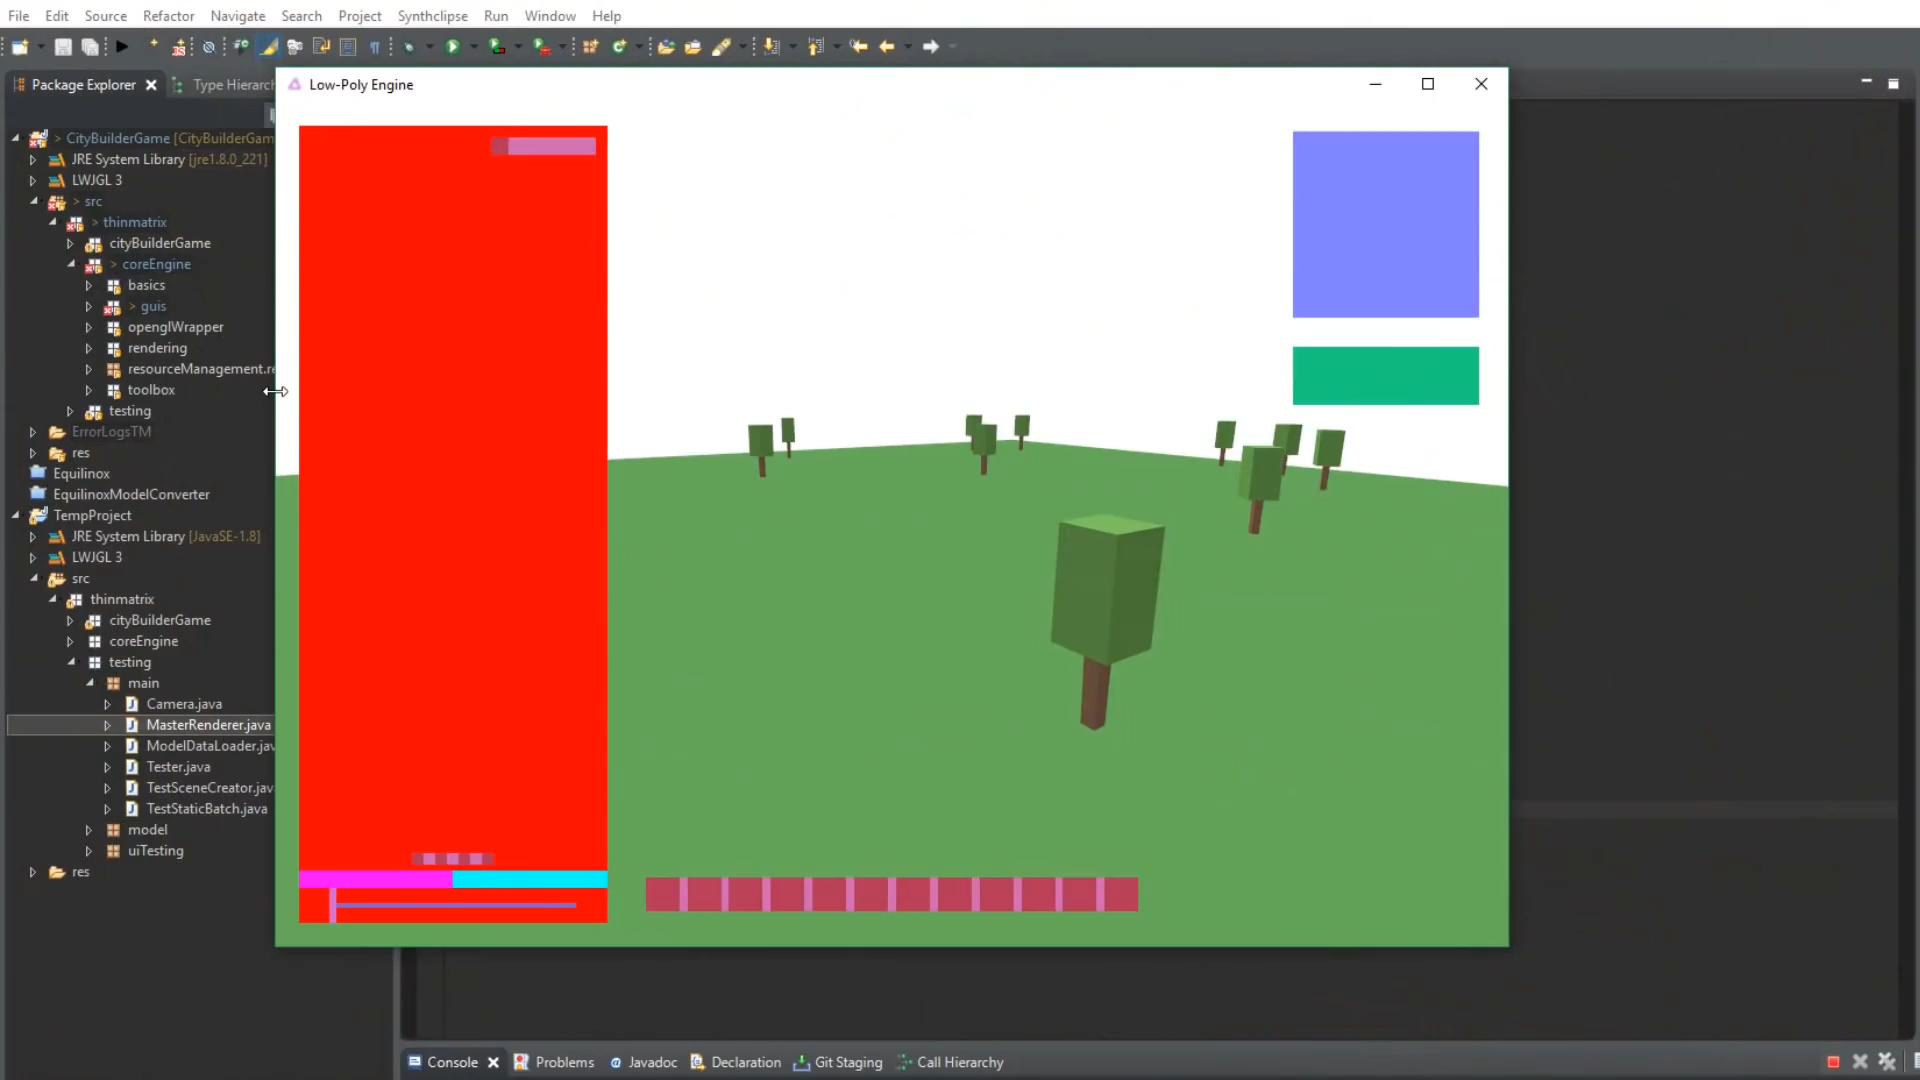 File Edit Source Refactor Navigate Search Project Synthclipse Run Window Help
Package Explorer Type Hierarch
Low-Poly Engine
> CityBuilderGame [CityBuilderGam
JRE System Library [jre1.8.0_221]
LWJGL 3
> src
> thinmatrix
cityBuilderGame
> coreEngine
basics
> guis
openglWrapper
rendering
resourceManagement.re
toolbox
testing
ErrorLogsTM
res
Equilinox
EquilinoxModelConverter
TempProject
JRE System Library [JavaSE-1.8]
LWJGL 3
src
thinmatrix
cityBuilderGame
coreEngine
testing
main
Camera.java
MasterRenderer.java
ModelDataLoader.jav
Tester.java
TestSceneCreator.jav
TestStaticBatch.java
model
uiTesting
res
Console Problems Javadoc Declaration Git Staging Call Hierarchy